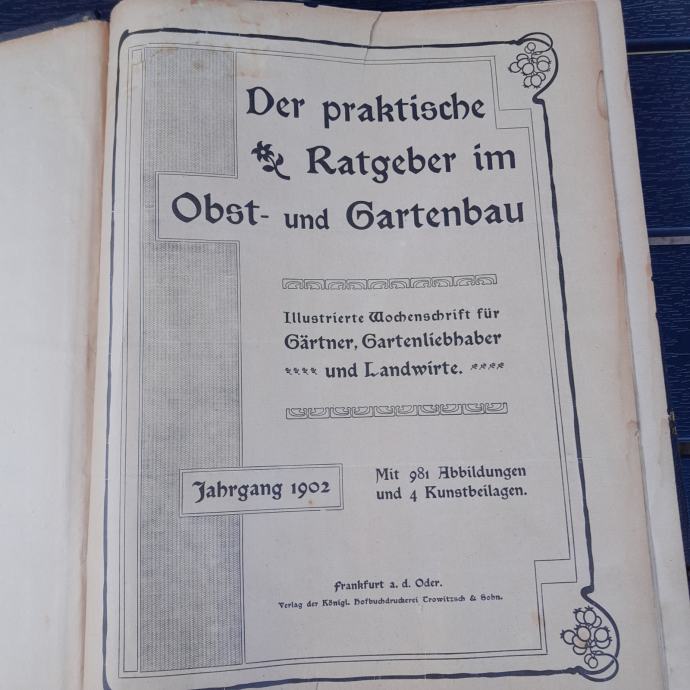 Der praktische
Ratgeber im
Obst- und Gartenbau
Illustrierte Wochenschrift für
Gärtner, Gartenliebhaber
und Landwirte.
Jahrgang 1902
Mit 981 Abbildungen
und 4 Kunstbeilagen.
Frankfurt a. d. Oder.
Verlag der Königl. Hofbuchdruckerei Trowitzsch & Sohn.